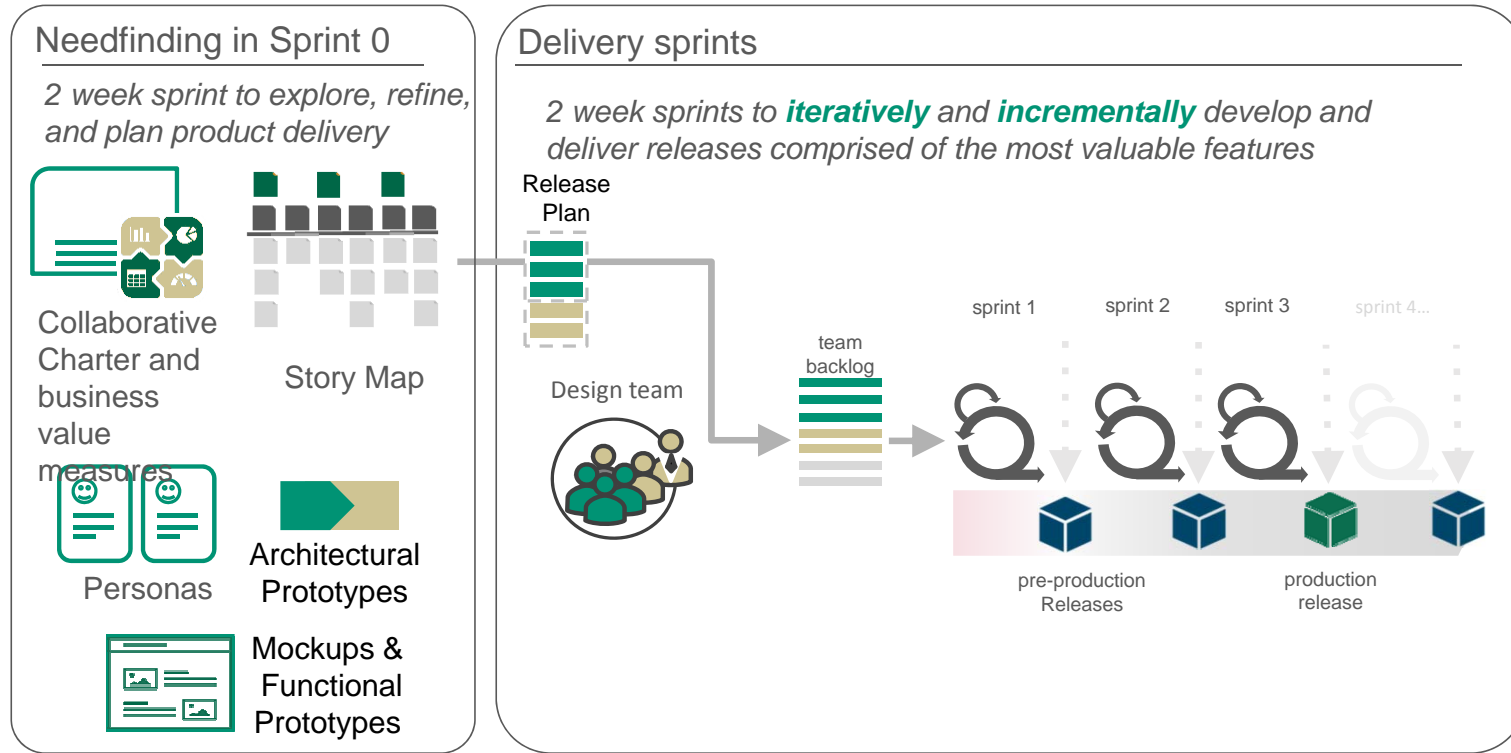 Needfinding in Sprint 0
2 week sprint to explore, refine,
and plan product delivery
Collaborative
Charter and
business
value
measures
Story Map
Personas
Architectural
Prototypes
Mockups &
Functional
Prototypes
Delivery sprints
2 week sprints to iteratively and incrementally develop and
deliver releases comprised of the most valuable features
Release
Plan
Design team
team
backlog
sprint 1
sprint 2
sprint 3
sprint 4...
pre-production
Releases
production
release